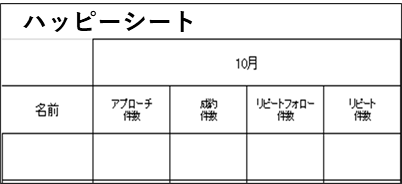 ハッピーシート
10月
名前
アプローチ
件数
成約
件数
リピートフォロー
件数
リピート
件数